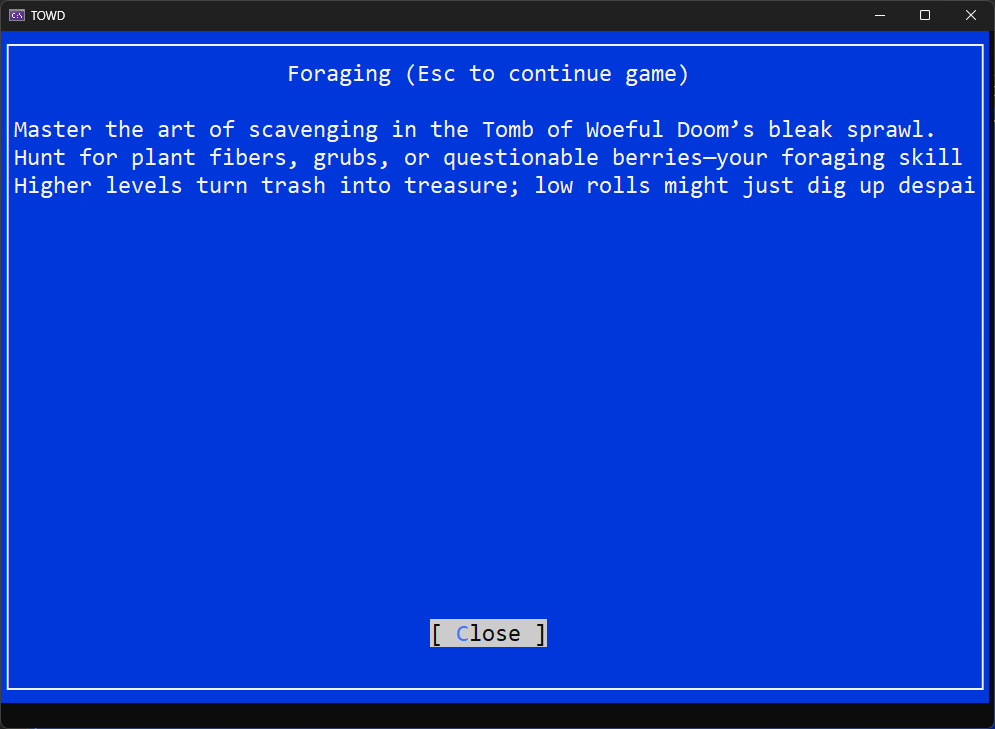 TOWD
Foraging (Esc to continue game)
Master the art of scavenging in the Tomb of Woeful Doom’s bleak sprawl.
Hunt for plant fibers, grubs, or questionable berries—your foraging skill
Higher levels turn trash into treasure; low rolls might just dig up despai
[ Close ]